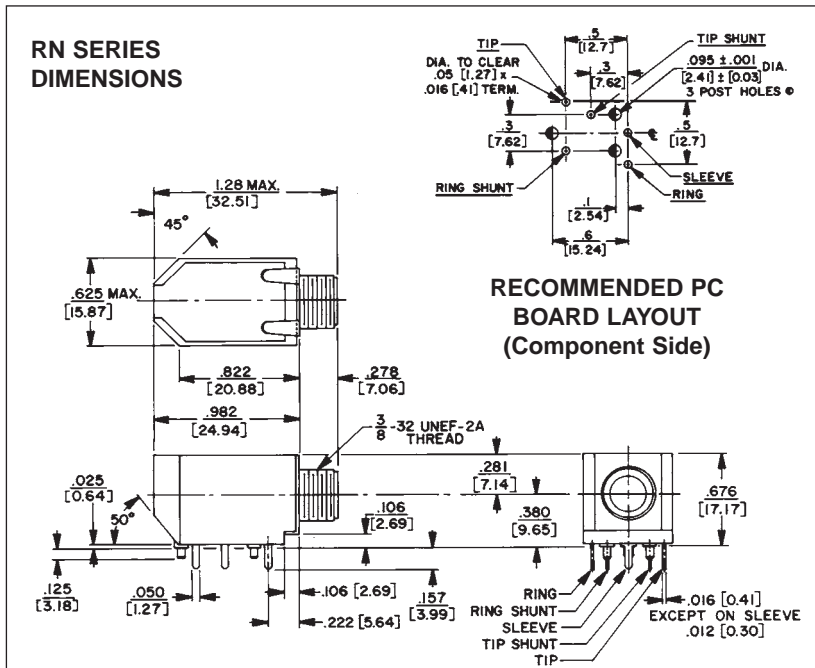 RN SERIES
DIMENSIONS
TIP
.5
[12.7]
TIP SHUNT
DIA. TO CLEAR
.05 [1.27] x
.016 [.41] TERM.
.3
[7.62]
.095 ±.001 DIA.
[2.41] ± [0.03]
3 POST HOLES
.3
[7.62]
.5
[12.7]
SLEEVE
RING SHUNT
RING
.1
[2.54]
.6
[15.24]
RECOMMENDED PC
BOARD LAYOUT
(Component Side)
1.28 MAX.
[32.51]
45°
.625 MAX.
[15.87]
.822
[20.88]
.278
[7.06]
.982
[24.94]
3/8-32 UNEF-2A
THREAD
.025
[0.64]
50°
.281
[7.14]
.380
[9.65]
.676
[17.17]
.106
[2.69]
.125
[3.18]
.050
[1.27]
.106 [2.69]
.157
[3.99]
.222 [5.64]
RING
RING SHUNT
SLEEVE
TIP SHUNT
TIP
.016 [0.41]
EXCEPT ON SLEEVE
.012 [0.30]